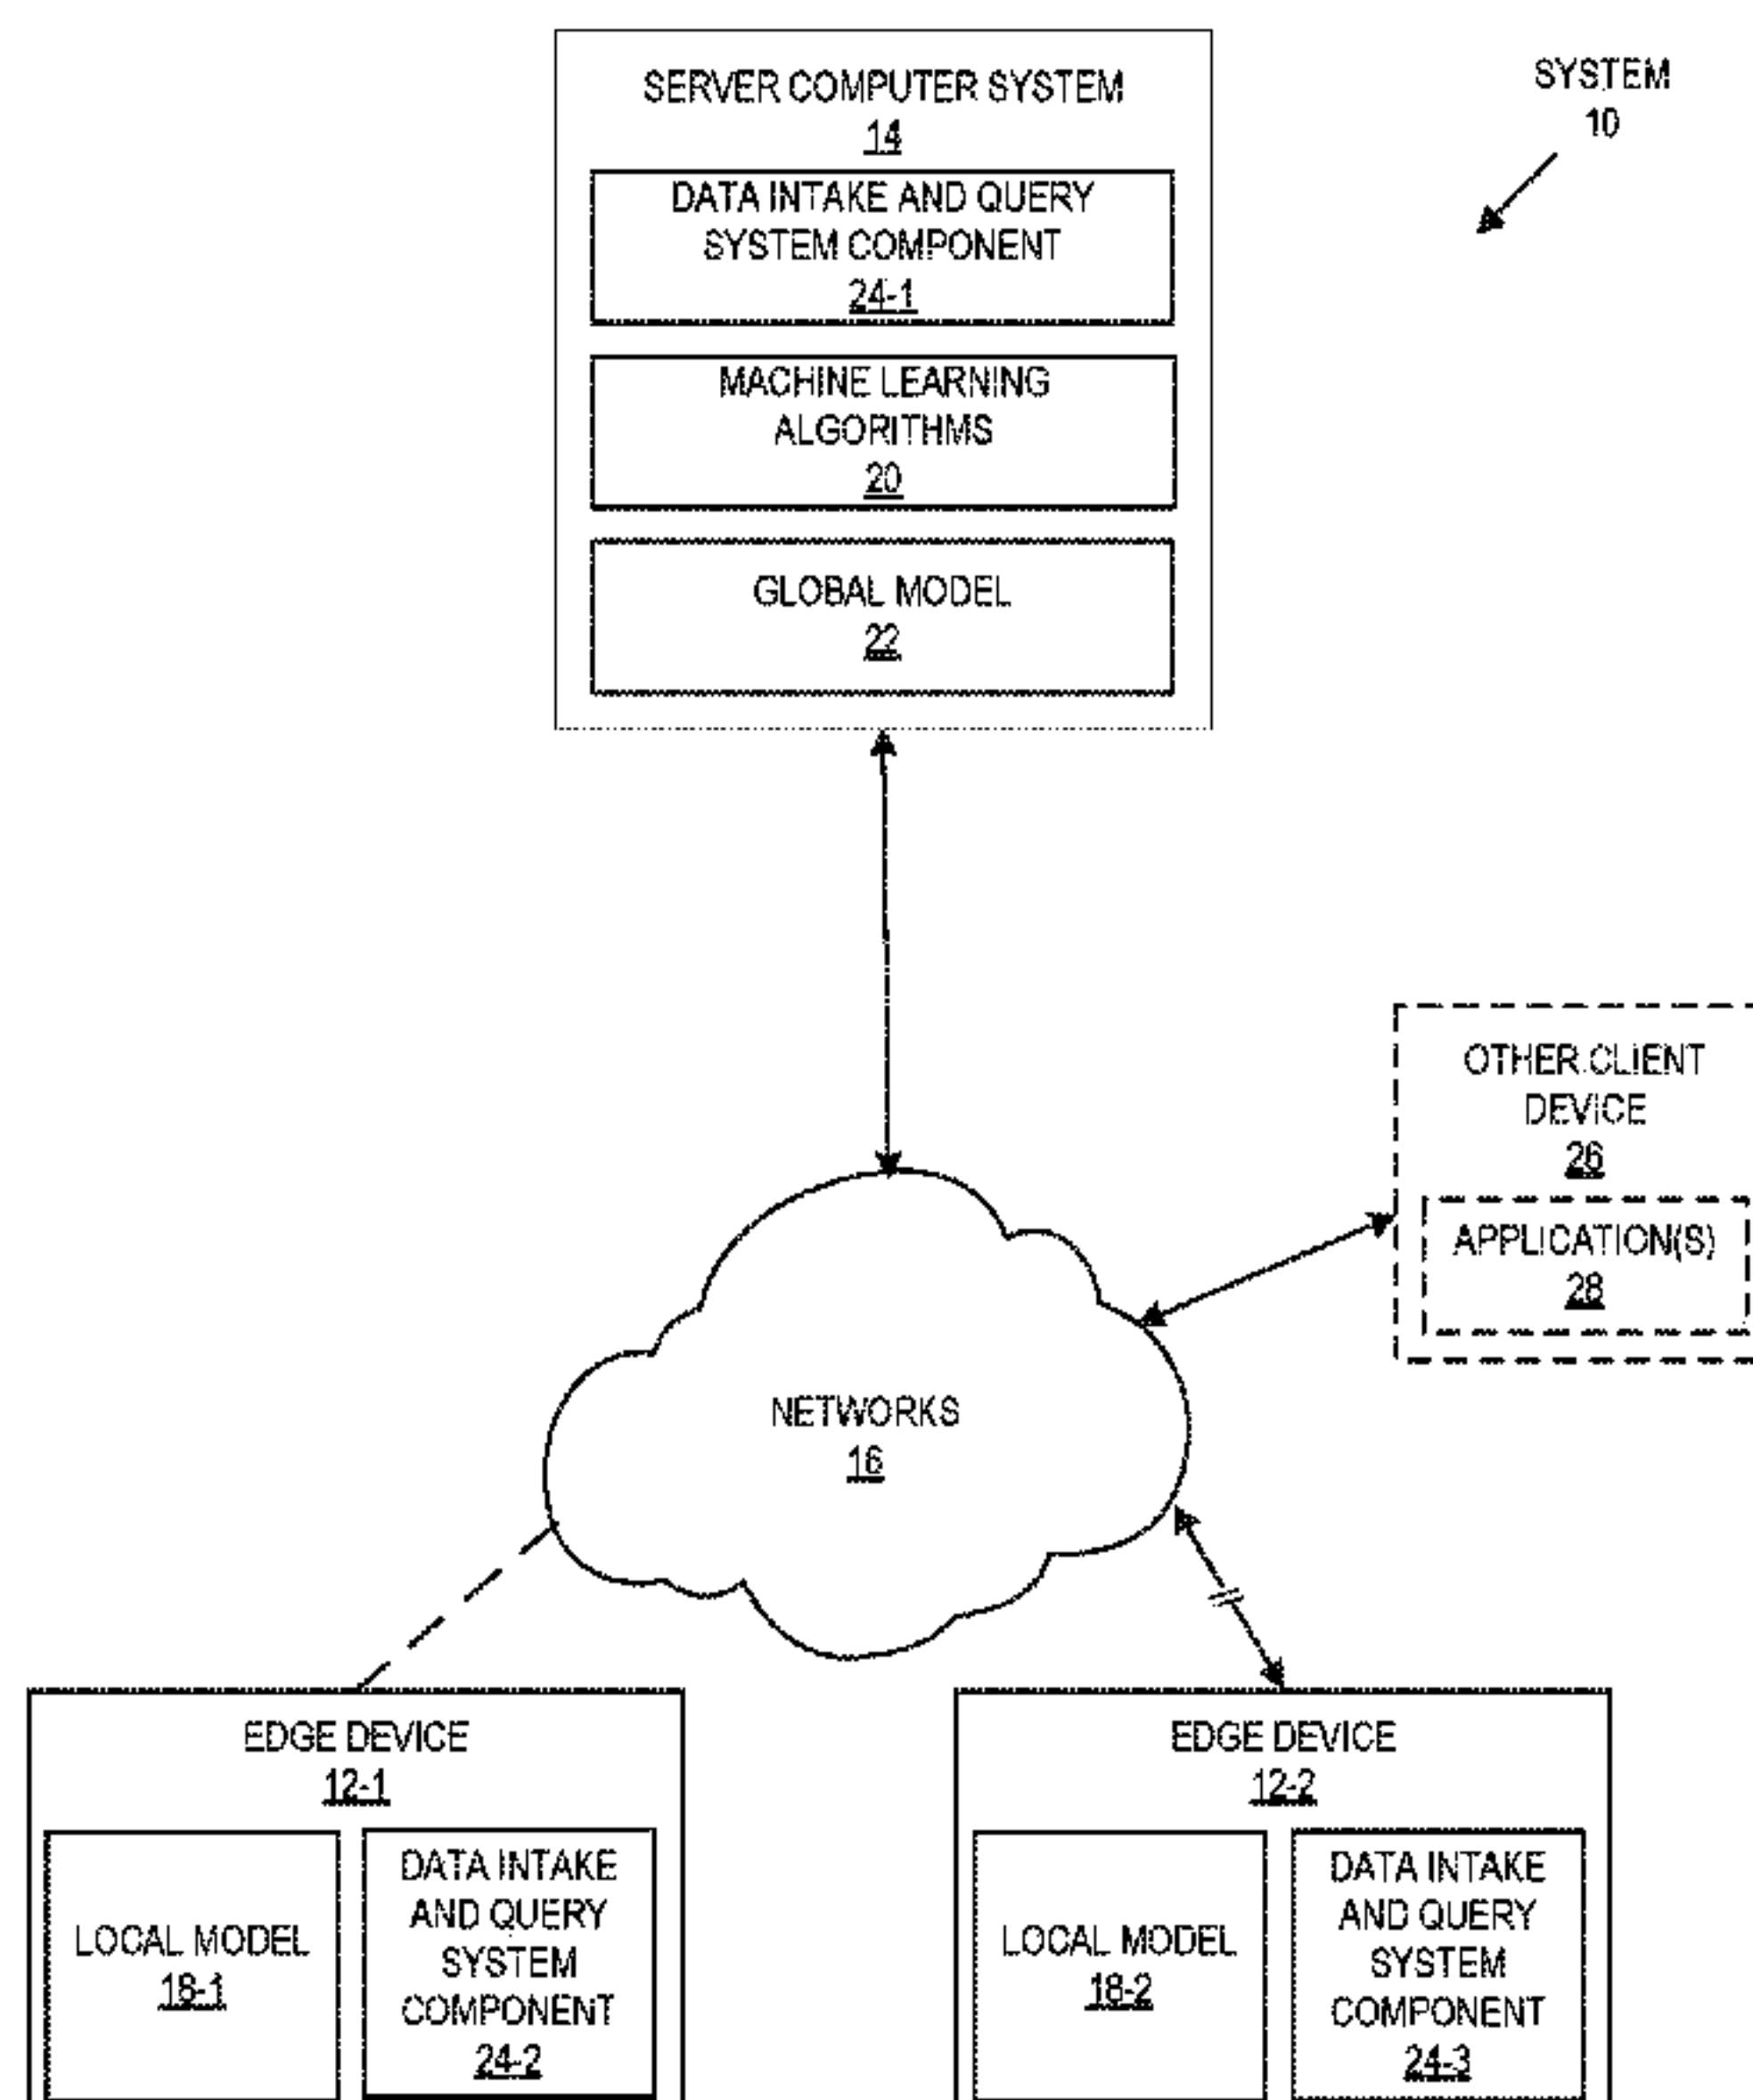 SERVER COMPUTER SYSTEM
14
DATA INTAKE AND QUERY
SYSTEM COMPONENT
24-1
MACHINE LEARNING
ALGORITHMS
20
GLOBAL MODEL
22
SYSTEM
10
OTHER CLIENT
DEVICE
26
APPLICATION(S)
28
NETWORKS
16
EDGE DEVICE
12-1
LOCAL MODEL
18-1
DATA INTAKE
AND QUERY
SYSTEM
COMPONENT
24-2
EDGE DEVICE
12-2
LOCAL MODEL
18-2
DATA INTAKE
AND QUERY
SYSTEM
COMPONENT
24-3